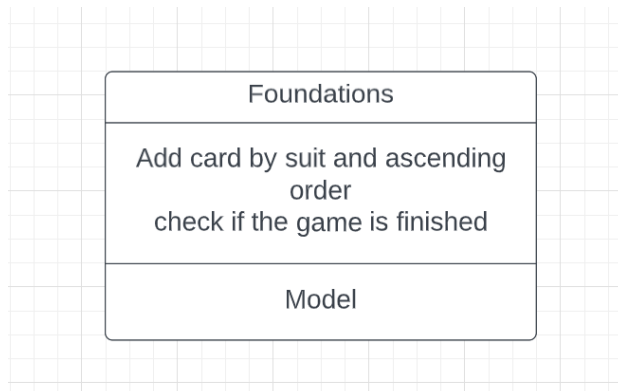 Foundations
Add card by suit and ascending
order
check if the game is finished
Model